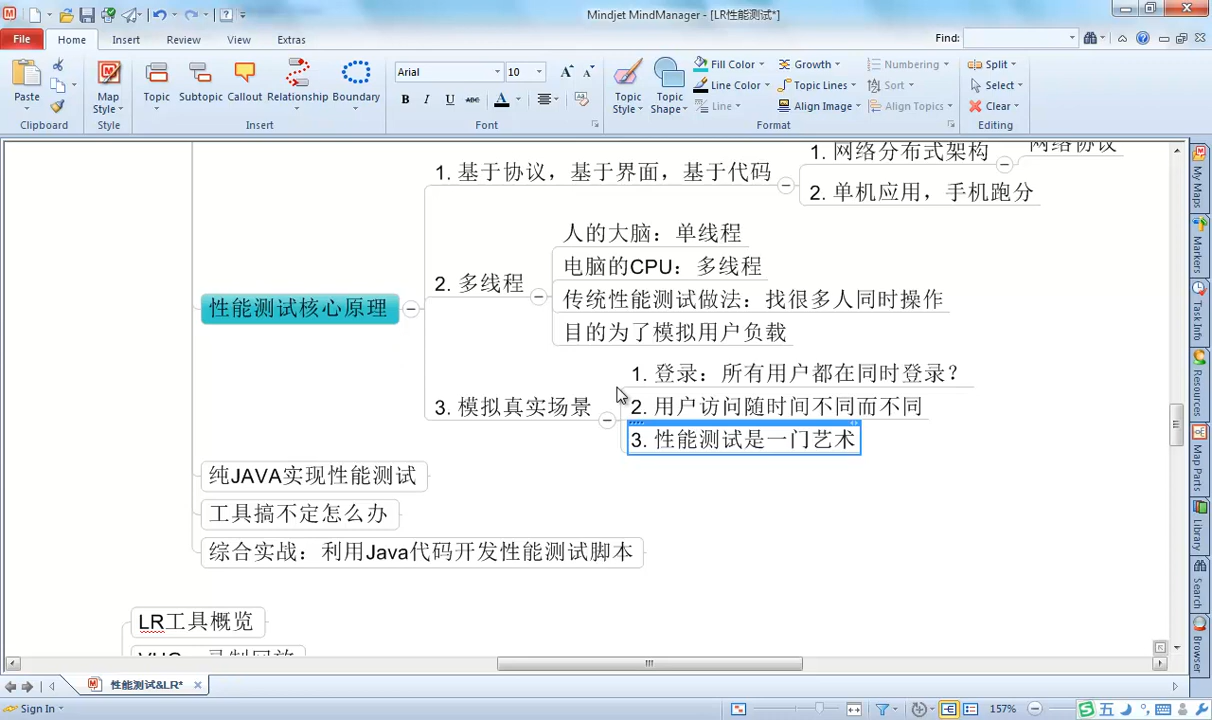 Mindjet MindManager - [LR性能测试*]
File Home Insert Review View Extras
Find:
Paste
Clipboard
Map Style
Style
Topic Subtopic Callout Relationship Boundary
Insert
Arial 10
B I U abc A
Font
Topic Style Topic Shape
Fill Color Growth Numbering
Line Color Topic Lines Sort
Line Align Image Align Topics
Format
Split
Select
Clear
Editing
1. 网络分布式架构
网络协议
1. 基于协议，基于界面，基于代码
2. 单机应用，手机跑分
人的大脑：单线程
电脑的CPU：多线程
2. 多线程
传统性能测试做法：找很多人同时操作
性能测试核心原理
目的为了模拟用户负载
1. 登录：所有用户都在同时登录？
3. 模拟真实场景
2. 用户访问随时间不同而不同
3. 性能测试是一门艺术
纯JAVA实现性能测试
工具搞不定怎么办
综合实战：利用Java代码开发性能测试脚本
LR工具概览
My Maps
Markers
Task Info
Resources
Map Parts
Library
Search
Browser
性能测试&LR*
Sign In
157%
五